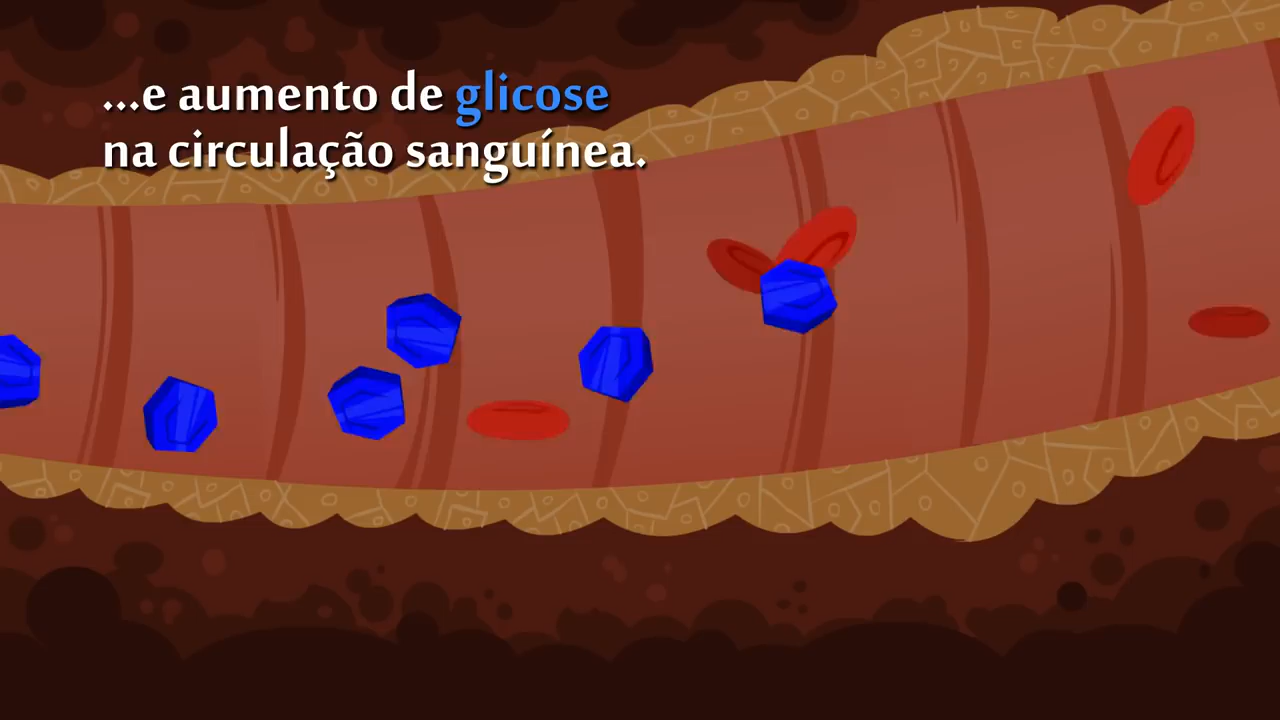 ...e aumento de glicose
na circulação sanguínea.